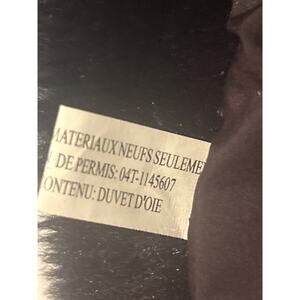 MATERIAUX NEUFS SEULEME
DE PERMIS: 04T-1145607
ONTENU: DUVET D'OIE